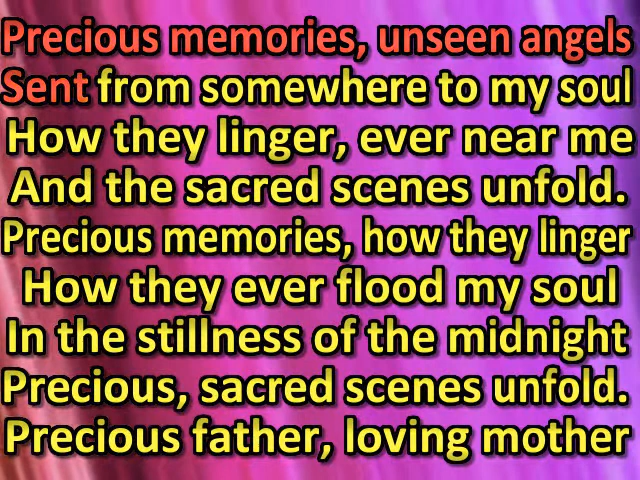 Precious memories, unseen angels
Sent from somewhere to my soul
How they linger, ever near me
And the sacred scenes unfold.
Precious memories, how they linger
How they ever flood my soul
In the stillness of the midnight
Precious, sacred scenes unfold.
Precious father, loving mother